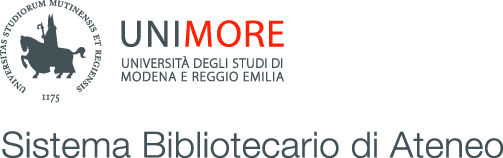 UNIVERSITAS STUDIORUM MUTINENSIS ET REGIENSIS
1175
UNIMORE
UNIVERSITÀ DEGLI STUDI DI
MODENA E REGGIO EMILIA
Sistema Bibliotecario di Ateneo